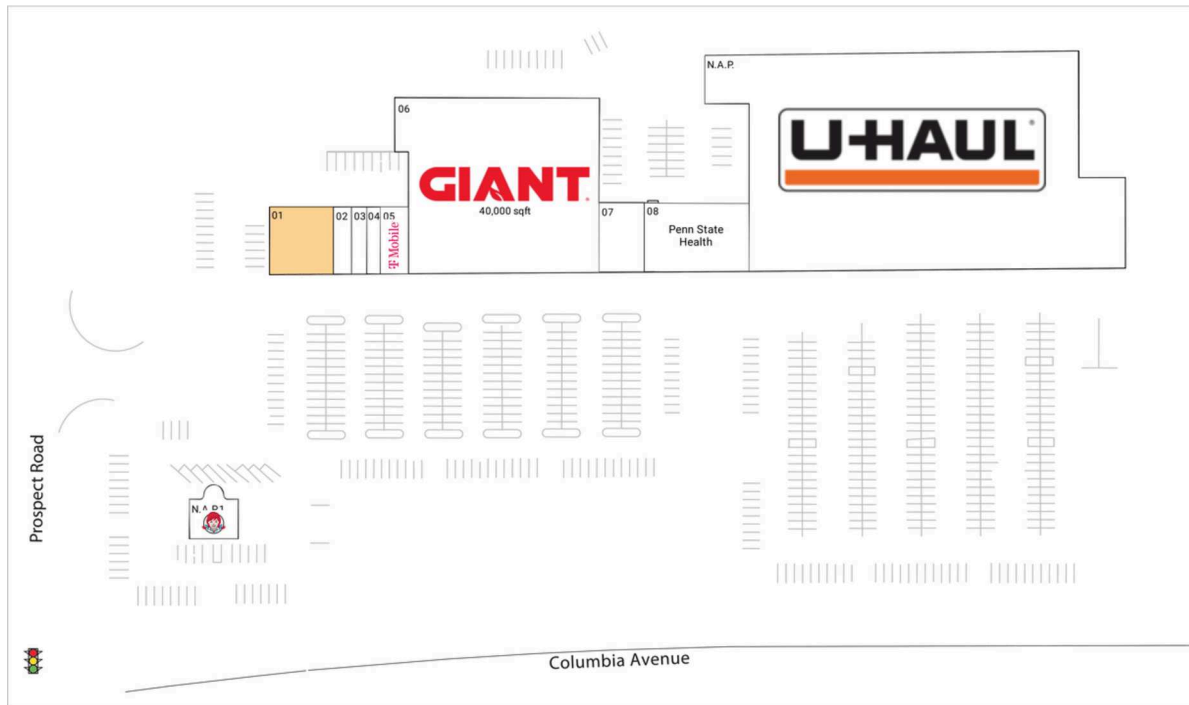 N.A.P.
U-HAUL®
06
GIANT®
40,000 sqft
01
02
03
04
05
T Mobile
07
08
Penn State
Health
Prospect Road
N.A.P1
Columbia Avenue